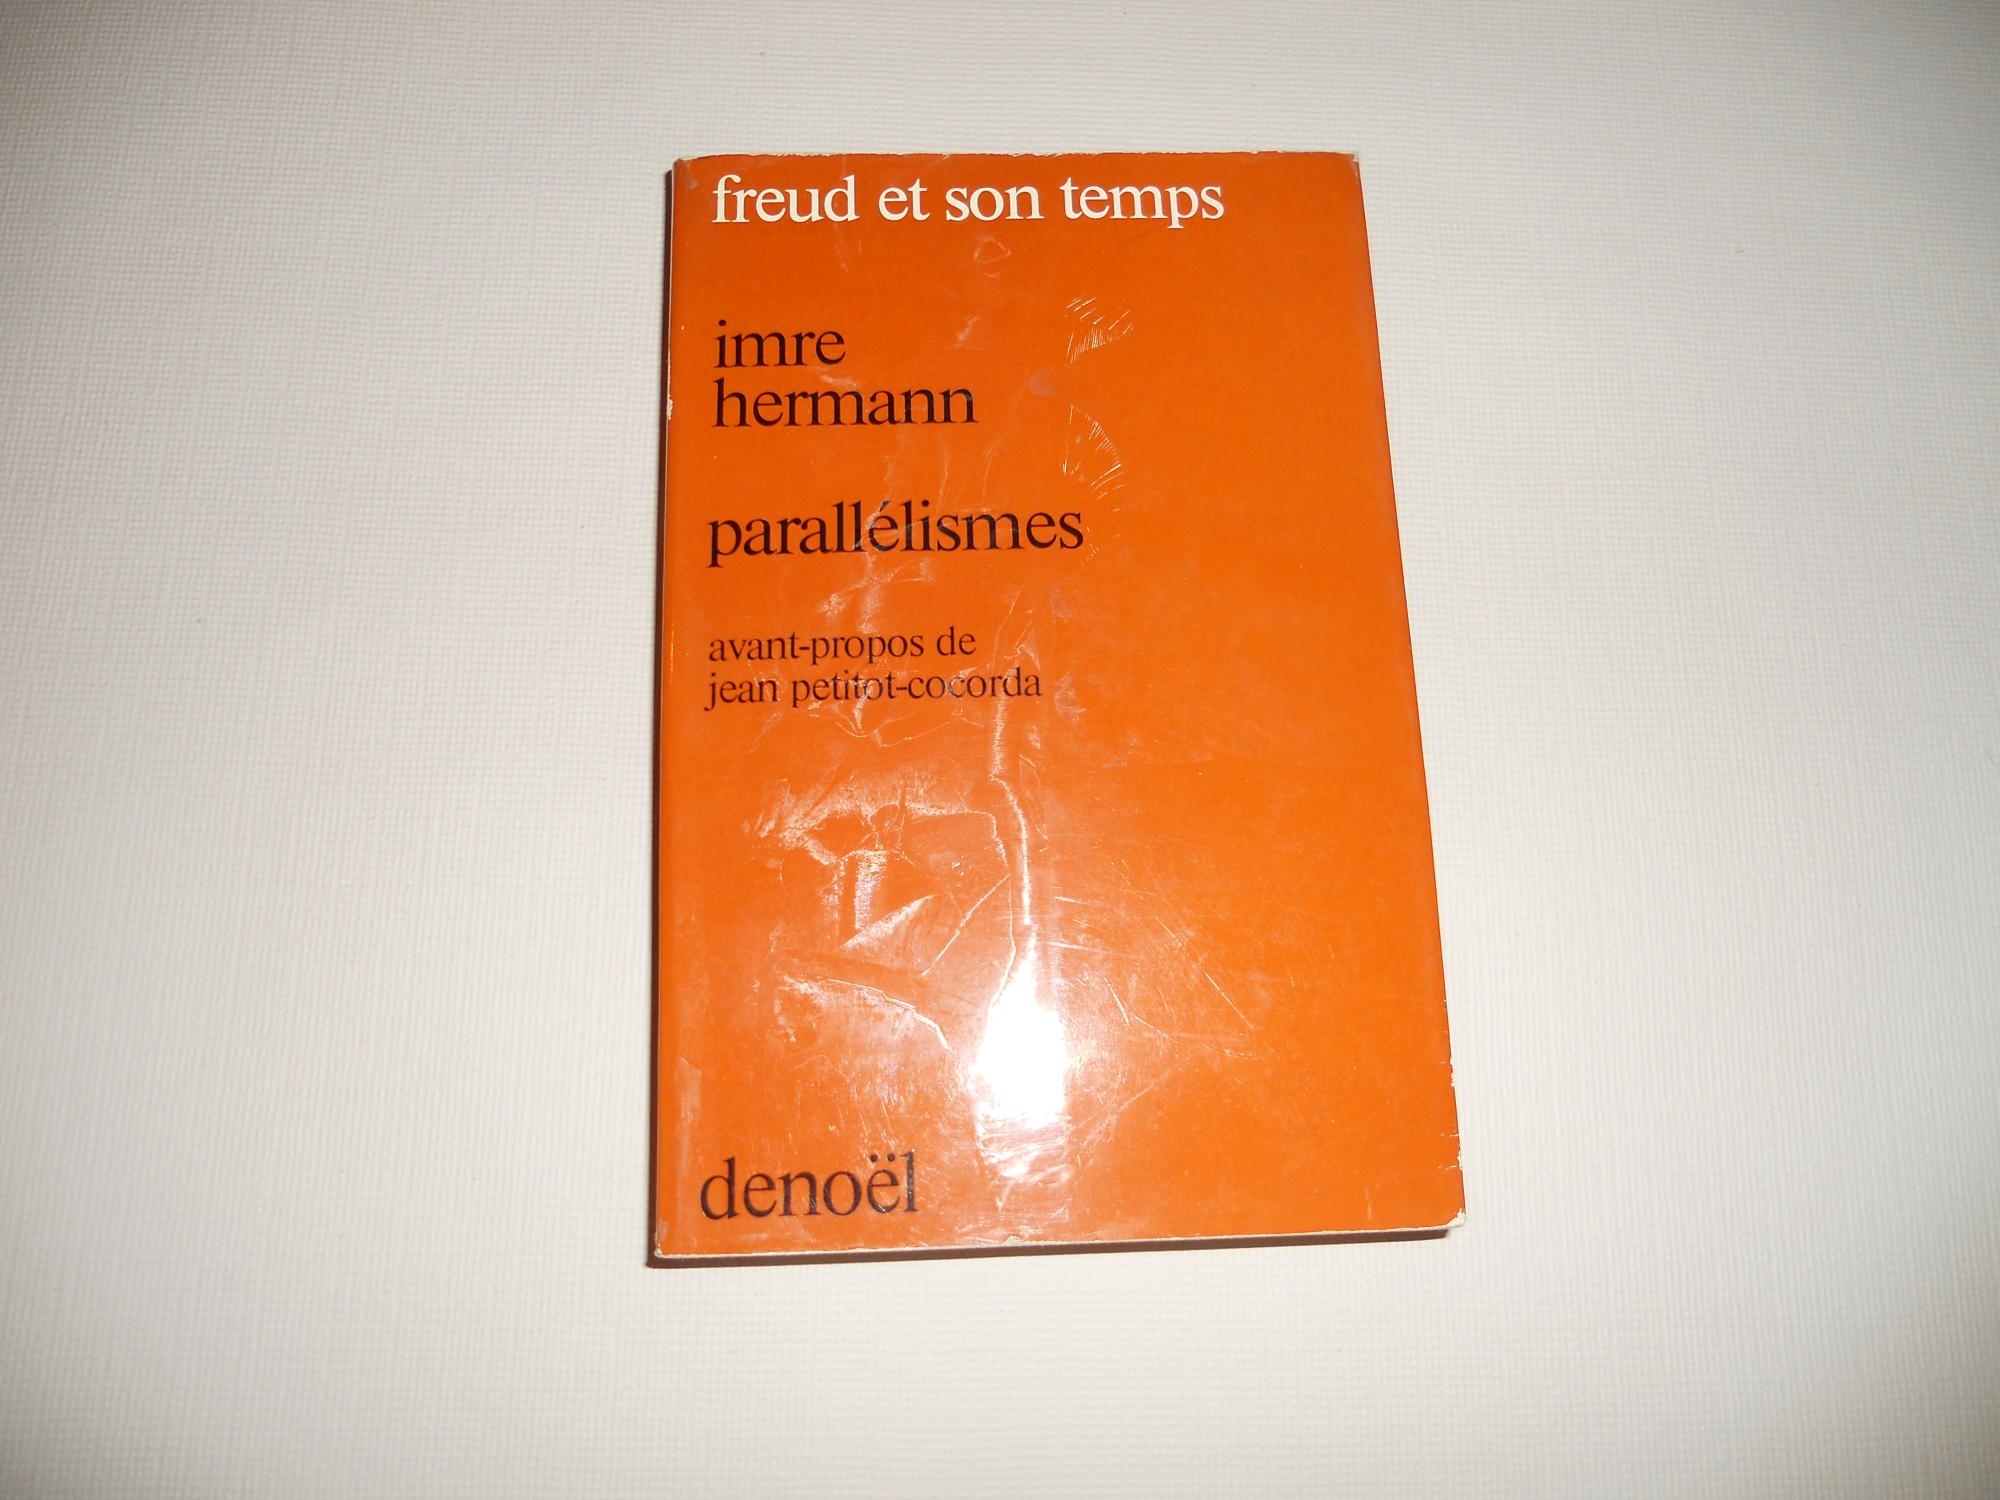 freud et son temps
imre
hermann
parallélismes
avant-propos de
jean petitot-cocorda
denoël